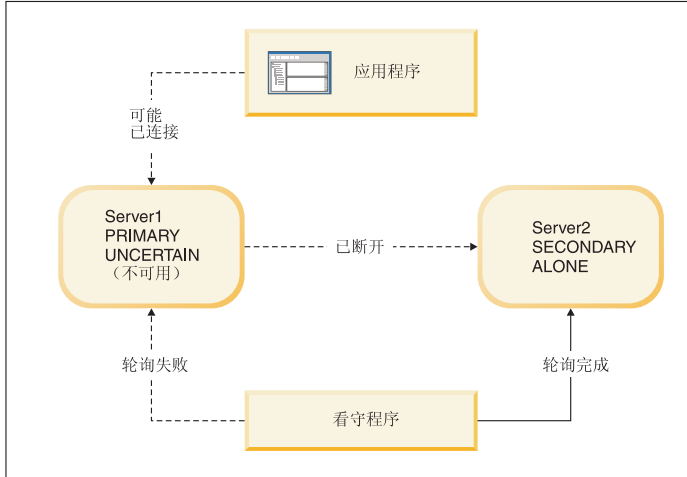 应用程序
可能
已连接
Server1
PRIMARY
UNCERTAIN
（不可用）
已断开
Server2
SECONDARY
ALONE
轮询失败
轮询完成
看守程序